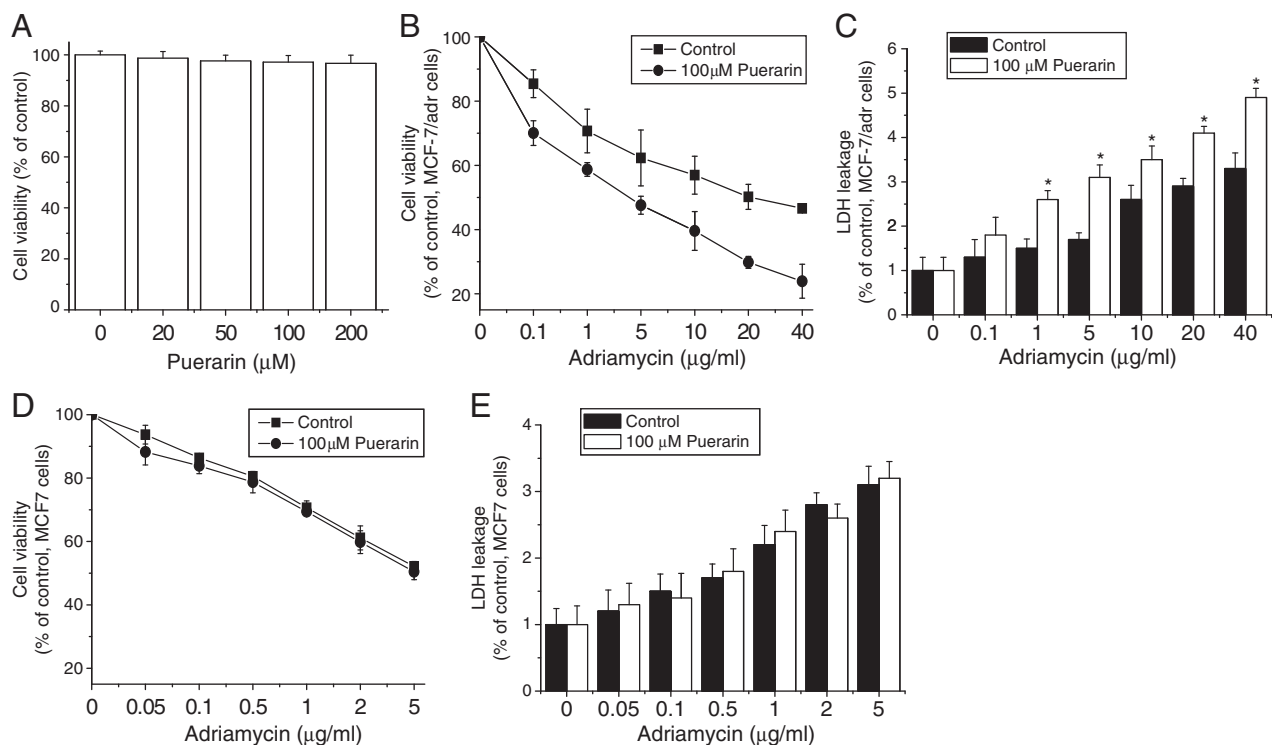 A
Cell viability (% of control)
100
80
60
40
20
0
0 20 50 100 200
Puerarin (μM)
B
Control
100μM Puerarin
Cell viability
(% of control, MCF-7/adr cells)
100
80
60
40
20
0 0.1 1 5 10 20 40
Adriamycin (μg/ml)
C
Control
100 μM Puerarin
LDH leakage
(% of control, MCF-7/adr cells)
6
5
4
3
2
1
0
* * * * *
0 0.1 1 5 10 20 40
Adriamycin (μg/ml)
D
Control
100μM Puerarin
Cell viability
(% of control, MCF7 cells)
100
80
60
40
20
0 0.05 0.1 0.5 1 2 5
Adriamycin (μg/ml)
E
Control
100 μM Puerarin
LDH leakage
(% of control, MCF7 cells)
4
3
2
1
0
0 0.05 0.1 0.5 1 2 5
Adriamycin (μg/ml)